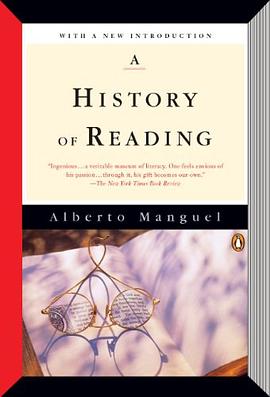 WITH A NEW INTRODUCTION
A
HISTORY
OF READING
"Ingenious...a veritable museum of literacy. One feels envious of
his passion...through it, his gift becomes our own."
—The New York Times Book Review
Alberto Manguel